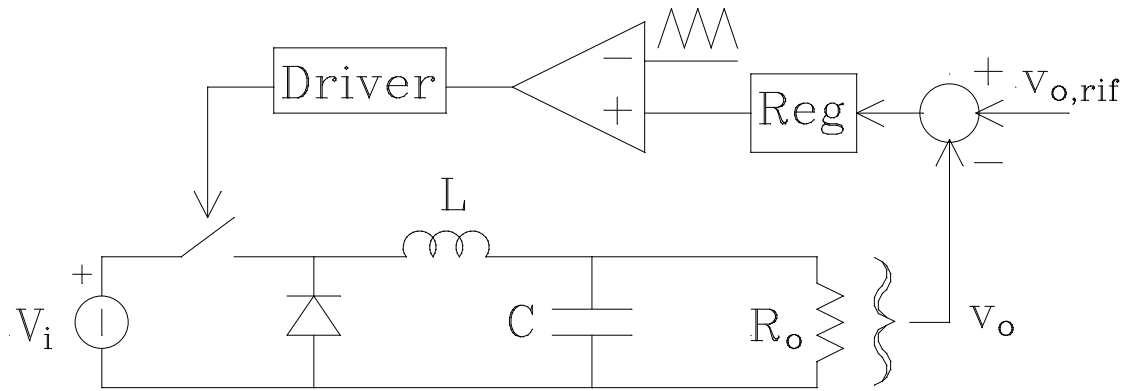 Driver
−
+
Reg
+
v_o,rif
−
L
+
V_i
C
R_o
v_o